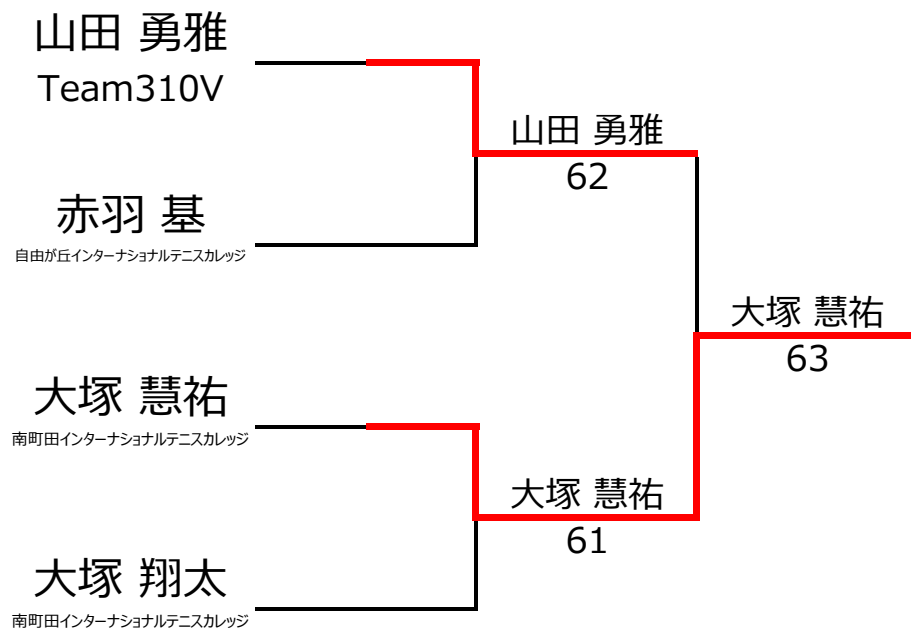 山田 勇雅
Team310V
山田 勇雅
62
赤羽 基
自由が丘インターナショナルテニスカレッジ
大塚 慧祐
63
大塚 慧祐
南町田インターナショナルテニスカレッジ
大塚 慧祐
61
大塚 翔太
南町田インターナショナルテニスカレッジ